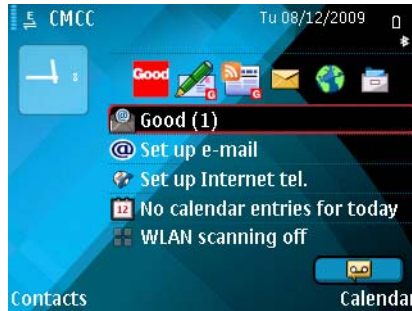 E CMCC
Tu 08/12/2009
Good
G
G
Good (1)
@ Set up e-mail
Set up Internet tel.
12 No calendar entries for today
WLAN scanning off
Contacts
Calendar